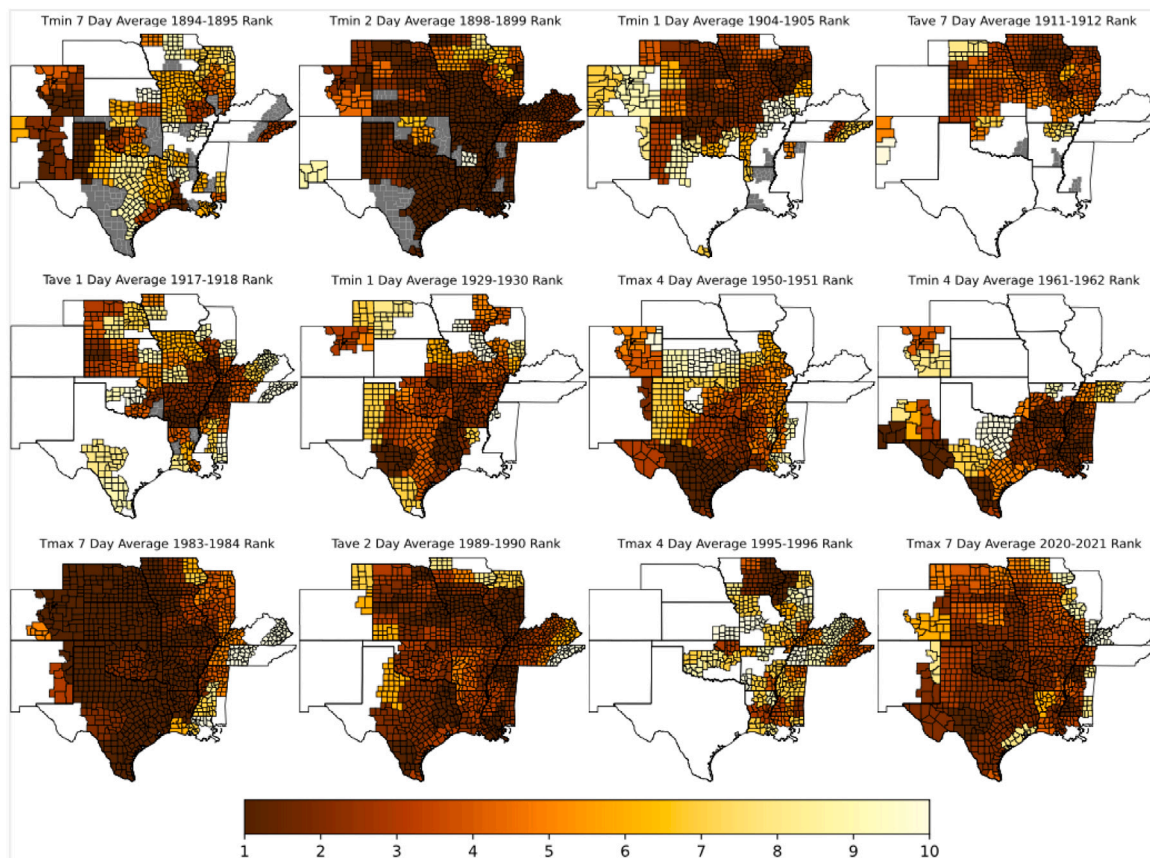 Tmin 7 Day Average 1894-1895 Rank
Tmin 2 Day Average 1898-1899 Rank
Tmin 1 Day Average 1904-1905 Rank
Tave 7 Day Average 1911-1912 Rank
Tave 1 Day Average 1917-1918 Rank
Tmin 1 Day Average 1929-1930 Rank
Tmax 4 Day Average 1950-1951 Rank
Tmin 4 Day Average 1961-1962 Rank
Tmax 7 Day Average 1983-1984 Rank
Tave 2 Day Average 1989-1990 Rank
Tmax 4 Day Average 1995-1996 Rank
Tmax 7 Day Average 2020-2021 Rank
1 2 3 4 5 6 7 8 9 10